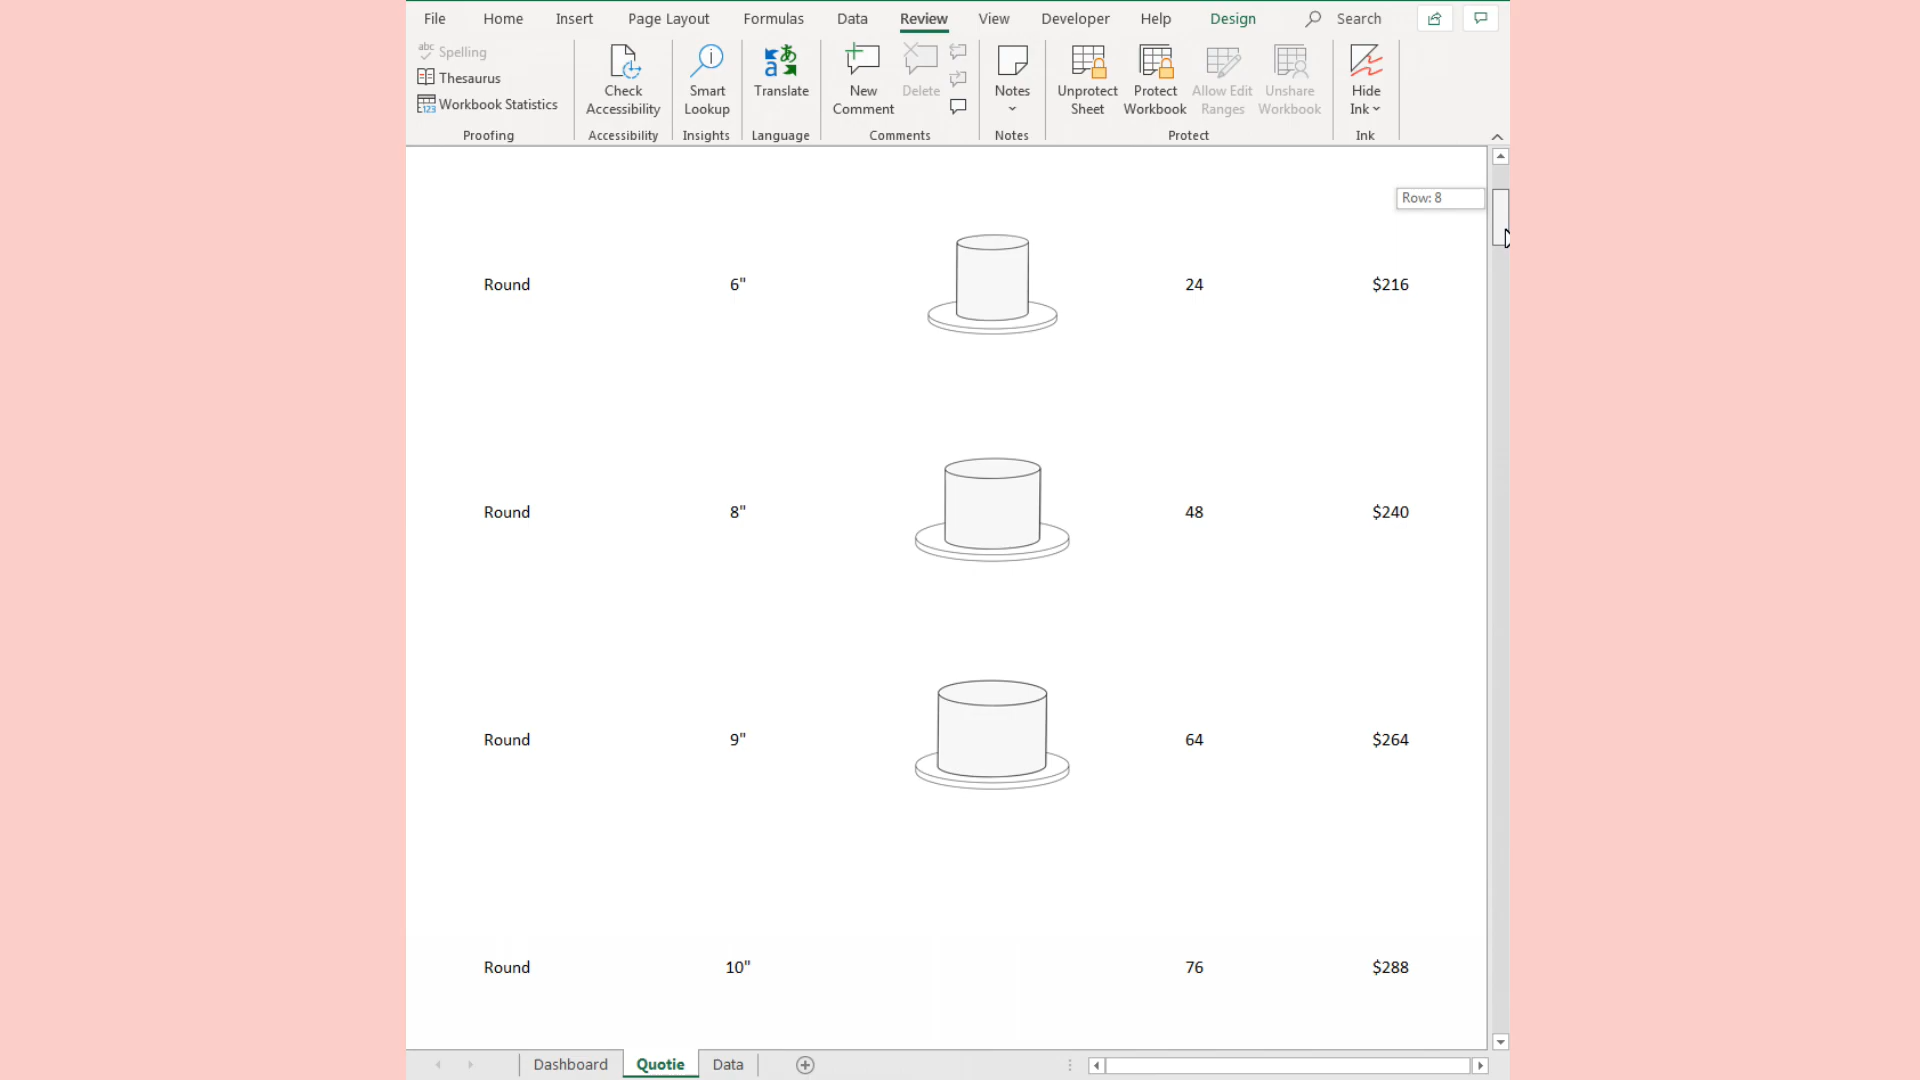 File Home Insert Page Layout Formulas Data Review View Developer Help Design Search
abc Spelling
Thesaurus
123 Workbook Statistics
Proofing
Check
Accessibility
Accessibility
Smart
Lookup
Insights
a あ
Translate
Language
New
Comment
Delete
Comments
Notes
Notes
Unprotect
Sheet
Protect
Workbook
Allow Edit
Ranges
Unshare
Workbook
Protect
Hide
Ink
Ink
Row: 8
Round 6" 24 $216
Round 8" 48 $240
Round 9" 64 $264
Round 10" 76 $288
Dashboard Quotie Data